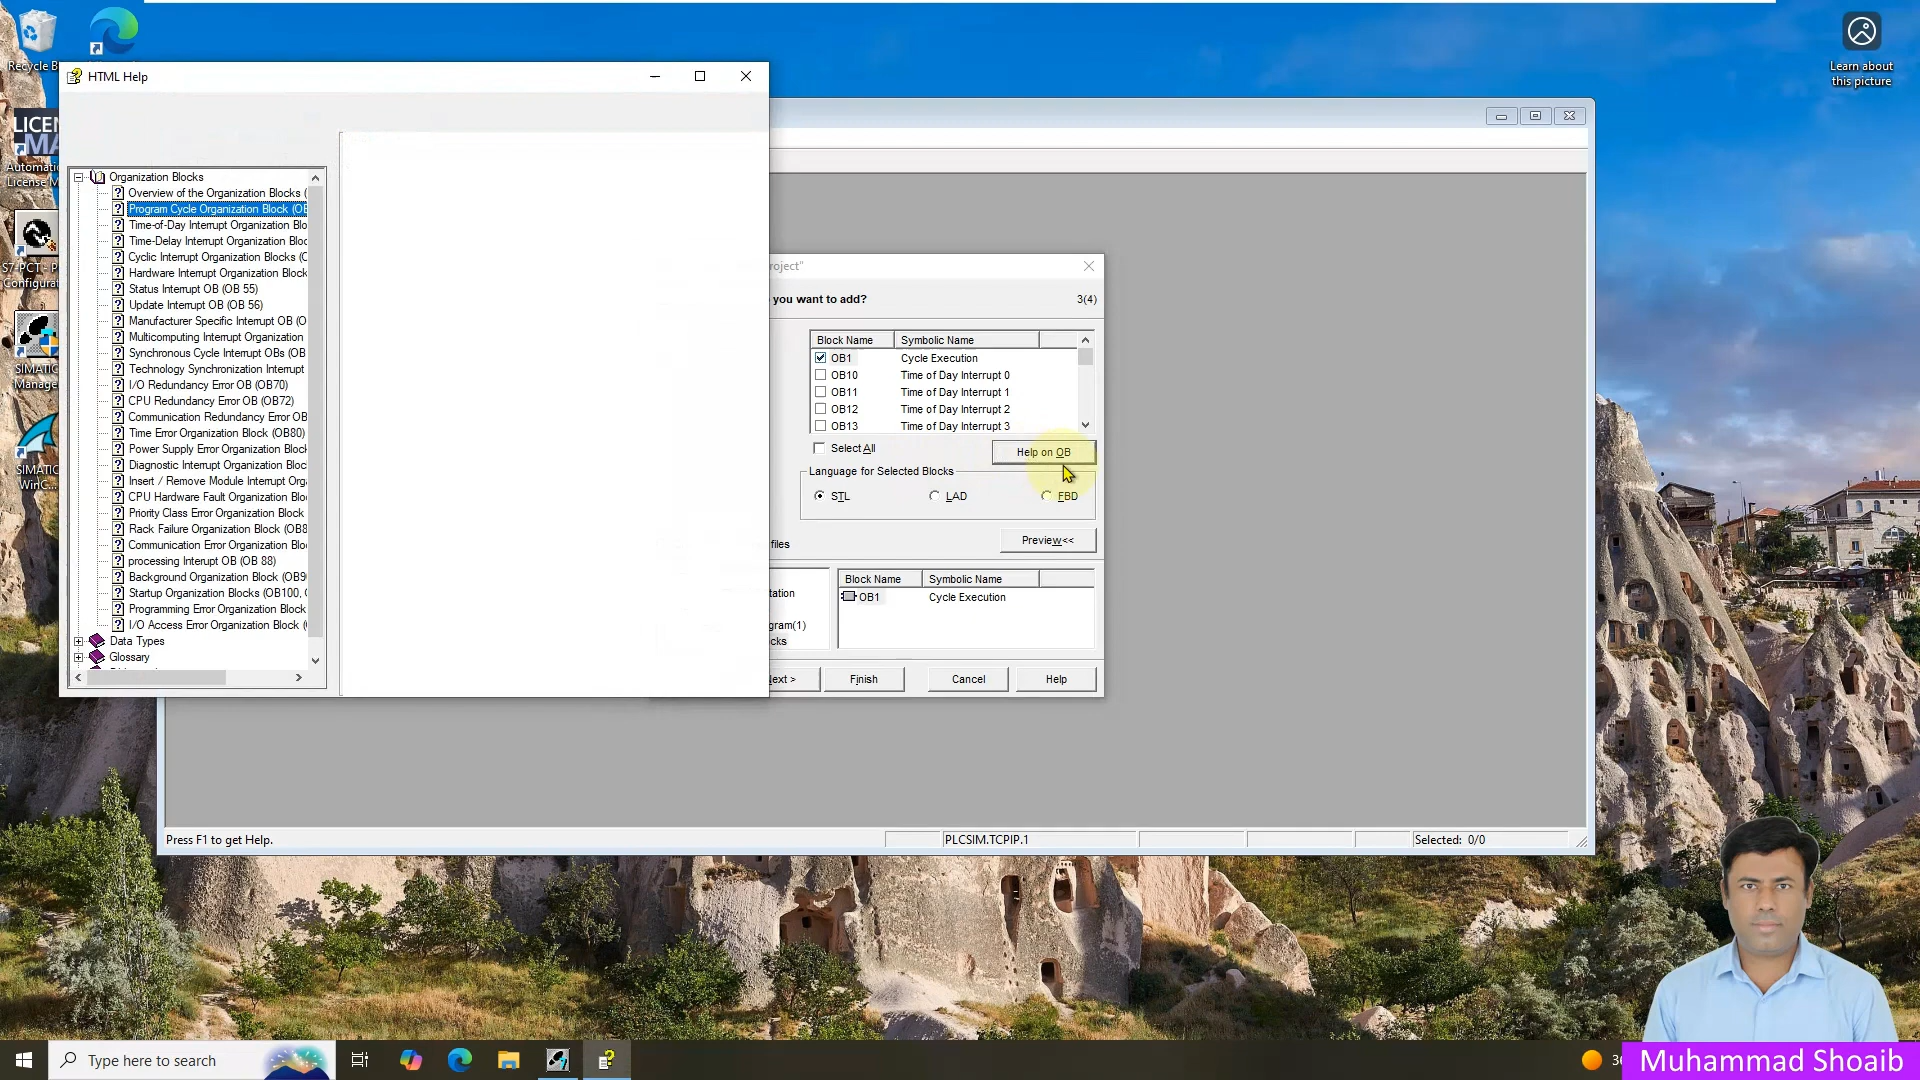 Recycle B
Learn about
this picture
HTML Help
LICEN
MA
Automatic
License M
S7-PCT - P
Configurat
SIMATIC
Manage
SIMATIC
WinC...
Organization Blocks
Overview of the Organization Blocks (
Program Cycle Organization Block (OB
Time-of-Day Interrupt Organization Blo
Time-Delay Interrupt Organization Bloc
Cyclic Interrupt Organization Blocks (C
Hardware Interrupt Organization Block
Status Interrupt OB (OB 55)
Update Interrupt OB (OB 56)
Manufacturer Specific Interrupt OB (O
Multicomputing Interrupt Organization
Synchronous Cycle Interrupt OBs (OB
Technology Synchronization Interrupt
I/O Redundancy Error OB (OB70)
CPU Redundancy Error OB (OB72)
Communication Redundancy Error OB
Time Error Organization Block (OB80)
Power Supply Error Organization Block
Diagnostic Interrupt Organization Bloc
Insert / Remove Module Interrupt Orga
CPU Hardware Fault Organization Bloc
Priority Class Error Organization Block
Rack Failure Organization Block (OB8
Communication Error Organization Blo
processing Interupt OB (OB 88)
Background Organization Block (OB90
Startup Organization Blocks (OB100, 
Programming Error Organization Block
I/O Access Error Organization Block (
Data Types
Glossary
roject"
you want to add?
3(4)
Block Name Symbolic Name
OB1 Cycle Execution
OB10 Time of Day Interrupt 0
OB11 Time of Day Interrupt 1
OB12 Time of Day Interrupt 2
OB13 Time of Day Interrupt 3
Select All
Help on OB
Language for Selected Blocks
STL LAD FBD
files
Preview<<
tation
gram(1)
cks
Block Name Symbolic Name
OB1 Cycle Execution
ext >
Finish
Cancel
Help
Press F1 to get Help.
PLCSIM.TCPIP.1
Selected: 0/0
Type here to search
Muhammad Shoaib